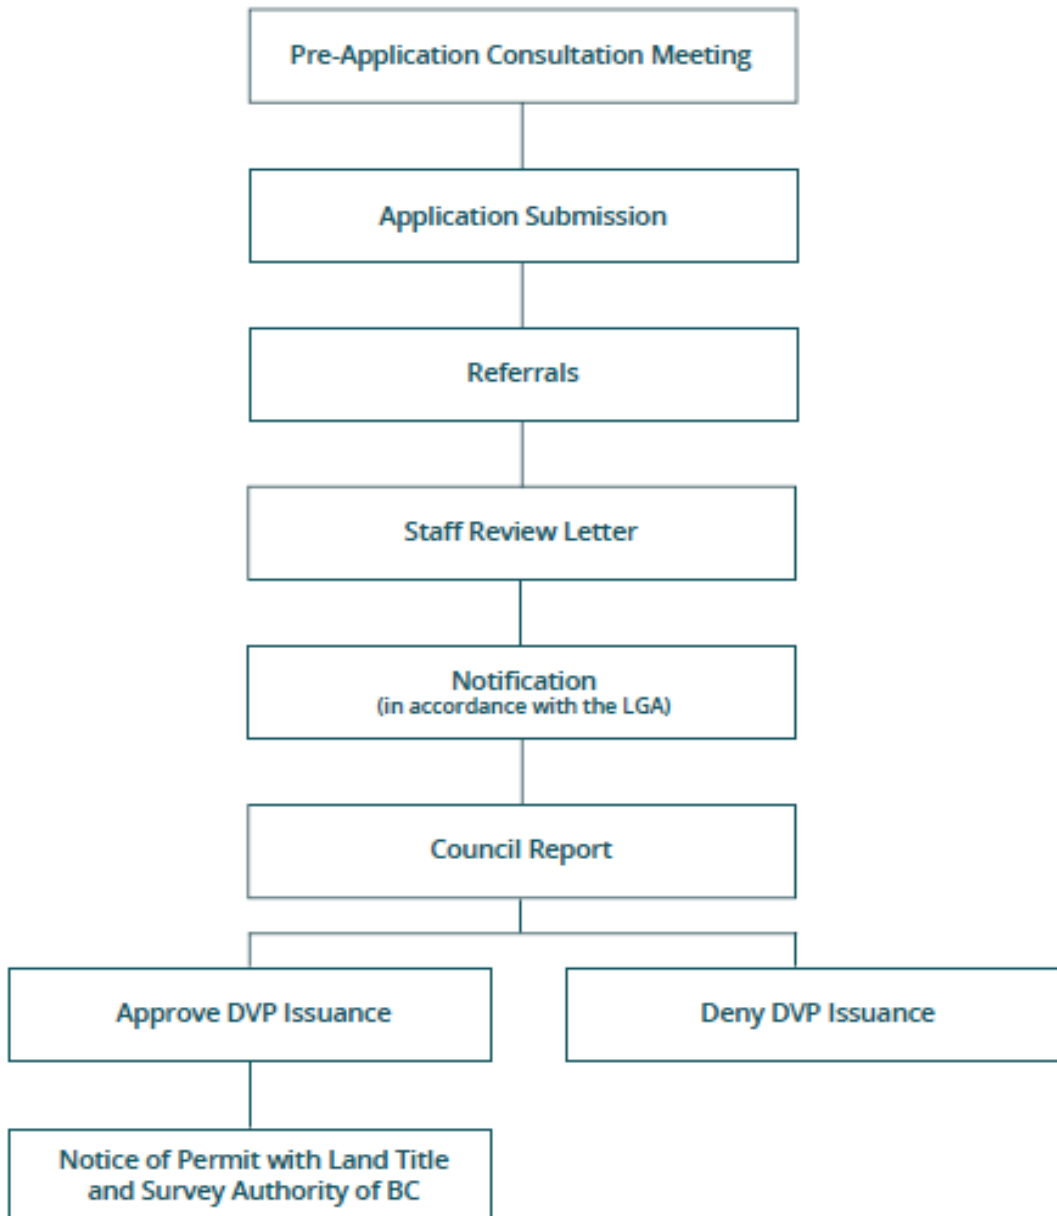 Pre-Application Consultation Meeting
Application Submission
Referrals
Staff Review Letter
Notification
(in accordance with the LGA)
Council Report
Approve DVP Issuance
Deny DVP Issuance
Notice of Permit with Land Title
and Survey Authority of BC